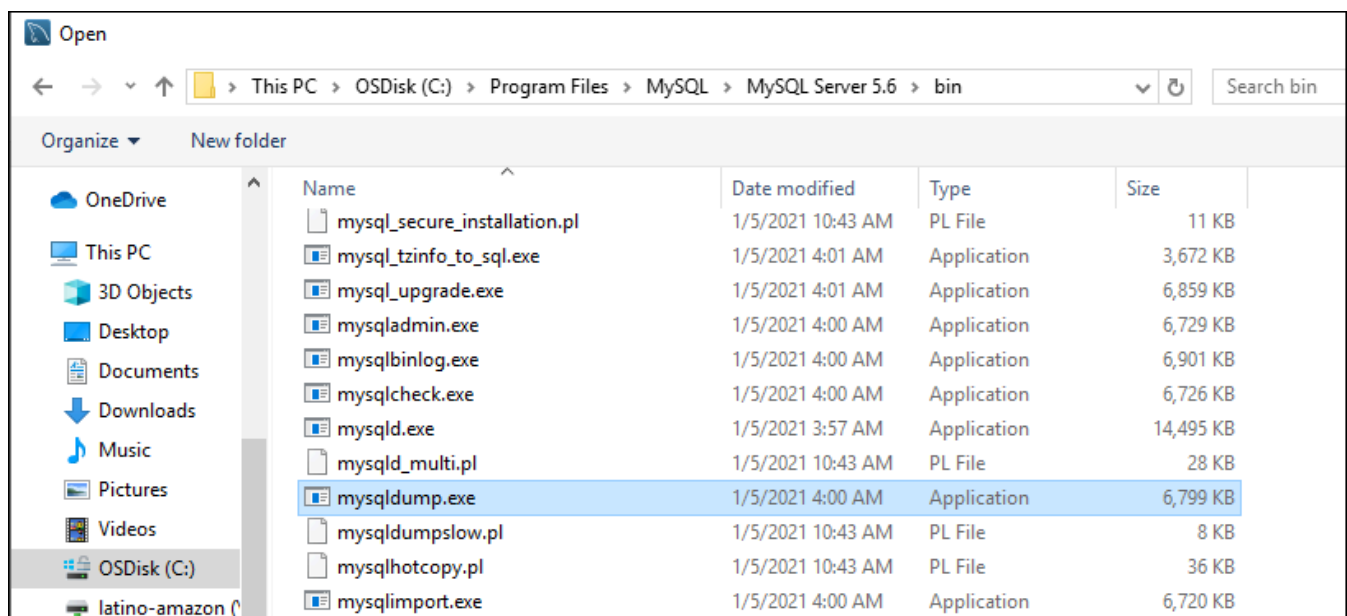 Open
This PC > OSDisk (C:) > Program Files > MySQL > MySQL Server 5.6 > bin
Search bin
Organize
New folder
OneDrive
This PC
3D Objects
Desktop
Documents
Downloads
Music
Pictures
Videos
OSDisk (C:)
latino-amazon (
Name Date modified Type Size
mysql_secure_installation.pl 1/5/2021 10:43 AM PL File 11 KB
mysql_tzinfo_to_sql.exe 1/5/2021 4:01 AM Application 3,672 KB
mysql_upgrade.exe 1/5/2021 4:01 AM Application 6,859 KB
mysqladmin.exe 1/5/2021 4:00 AM Application 6,729 KB
mysqlbinlog.exe 1/5/2021 4:00 AM Application 6,901 KB
mysqlcheck.exe 1/5/2021 4:00 AM Application 6,726 KB
mysqld.exe 1/5/2021 3:57 AM Application 14,495 KB
mysqld_multi.pl 1/5/2021 10:43 AM PL File 28 KB
mysqldump.exe 1/5/2021 4:00 AM Application 6,799 KB
mysqldumpslow.pl 1/5/2021 10:43 AM PL File 8 KB
mysqlhotcopy.pl 1/5/2021 10:43 AM PL File 36 KB
mysqlimport.exe 1/5/2021 4:00 AM Application 6,720 KB